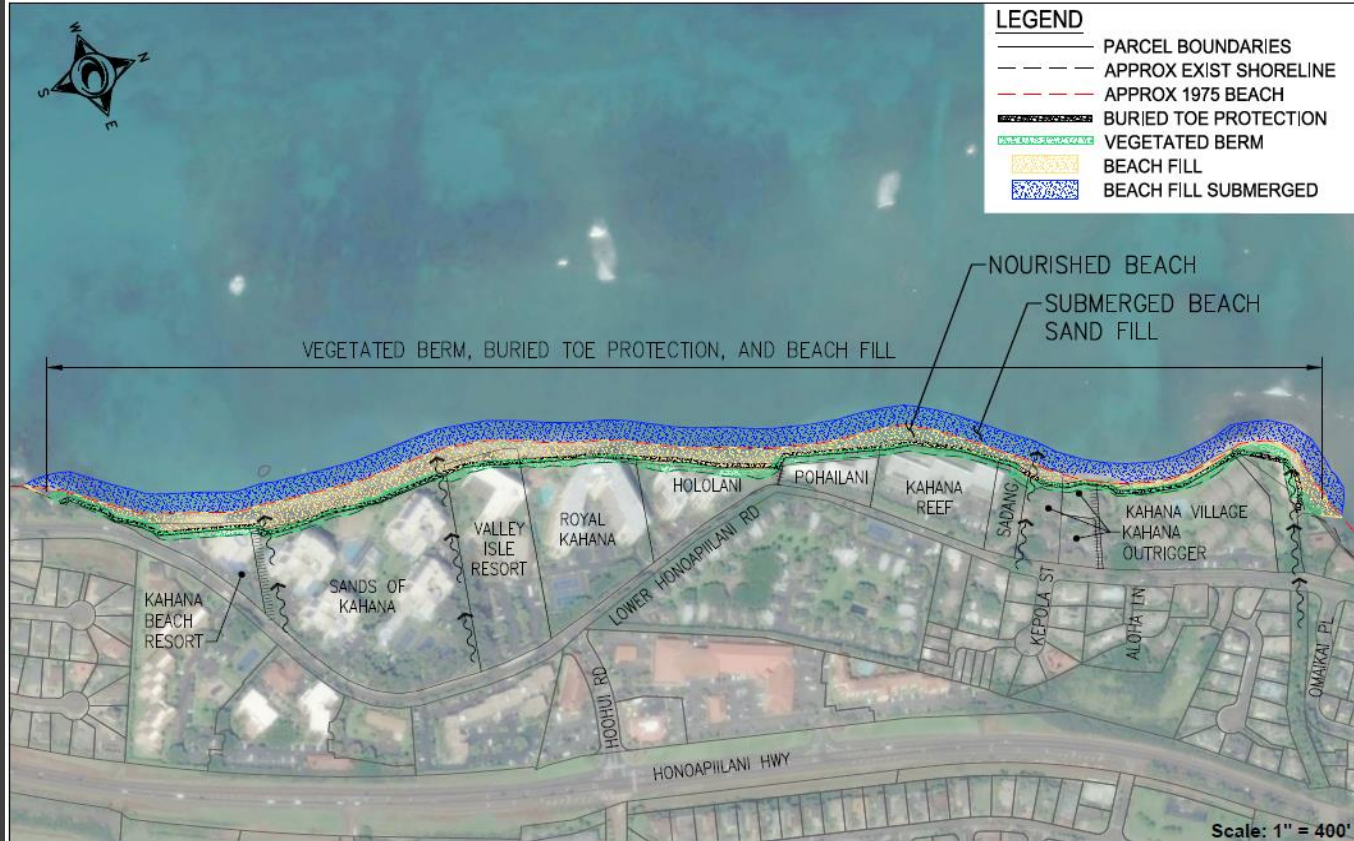 W
N
S
E
LEGEND
PARCEL BOUNDARIES
APPROX EXIST SHORELINE
APPROX 1975 BEACH
BURIED TOE PROTECTION
VEGETATED BERM
BEACH FILL
BEACH FILL SUBMERGED
NOURISHED BEACH
SUBMERGED BEACH
SAND FILL
VEGETATED BERM, BURIED TOE PROTECTION, AND BEACH FILL
KAHANA
BEACH
RESORT
SANDS OF
KAHANA
VALLEY
ISLE
RESORT
ROYAL
KAHANA
HOLOLANI
POHAILANI
KAHANA
REEF
SADANG
KAHANA VILLAGE
KAHANA
OUTRIGGER
LOWER HONOAPIILANI RD
HOOHUI RD
KEPOLA ST
ALOHA LN
OMAIKAI PL
HONOAPIILANI HWY
Scale: 1" = 400'